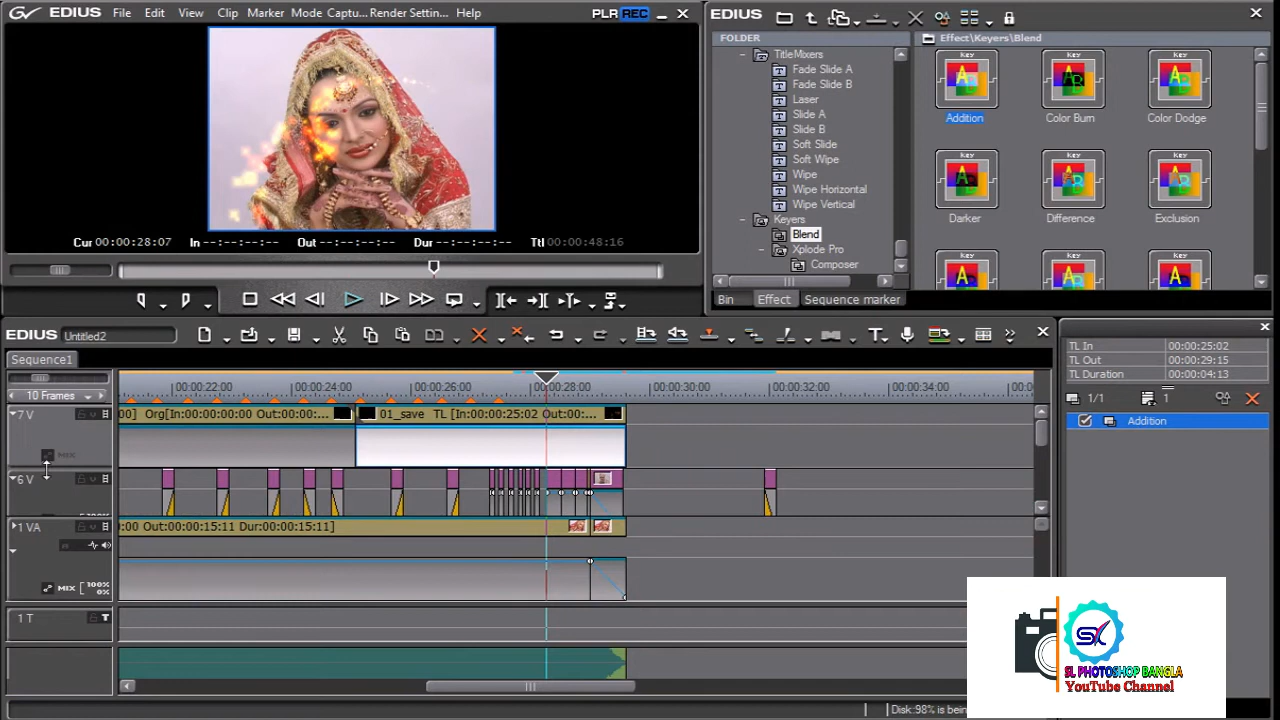 File Edit View Clip Marker Mode Captu... Render Settin... Help
PLR REC
Cur 00:00:28:07 In --:--:--:-- Out --:--:--:-- Dur --:--:--:-- Ttl 00:00:48:16
EDIUS
FOLDER
TitleMixers
Fade Slide A
Fade Slide B
Laser
Slide A
Slide B
Soft Slide
Soft Wipe
Wipe
Wipe Horizontal
Wipe Vertical
Keyers
Blend
Xplode Pro
Composer
Effect\Keyers\Blend
Key Key Key
Addition Color Burn Color Dodge
Key Key Key
Darker Difference Exclusion
Key Key Key
Bin Effect Sequence marker
EDIUS Untitled2
Sequence1
10 Frames
00:00:22:00 00:00:24:00 00:00:26:00 00:00:28:00 00:00:30:00 00:00:32:00 00:00:34:00 00:00
7 V
00] Org[In:00:00:00:00 Out:00:00:...
01_save TL [In:00:00:25:02 Out:00:...
MIX
6 V
1 VA
0:00 Out:00:00:15:11 Dur:00:00:15:11]
MIX 100% 0%
1 T T
TL In 00:00:25:02
TL Out 00:00:29:15
TL Duration 00:00:04:13
1/1 1
Addition
SL PHOTOSHOP BANGLA
YouTube Channel
Disk:98% is bein